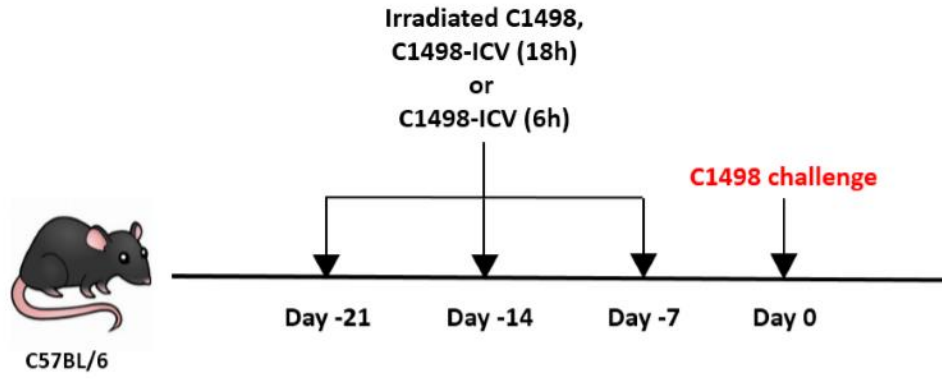 Irradiated C1498,
C1498-ICV (18h)
or
C1498-ICV (6h)
C1498 challenge
Day -21
Day -14
Day -7
Day 0
C57BL/6